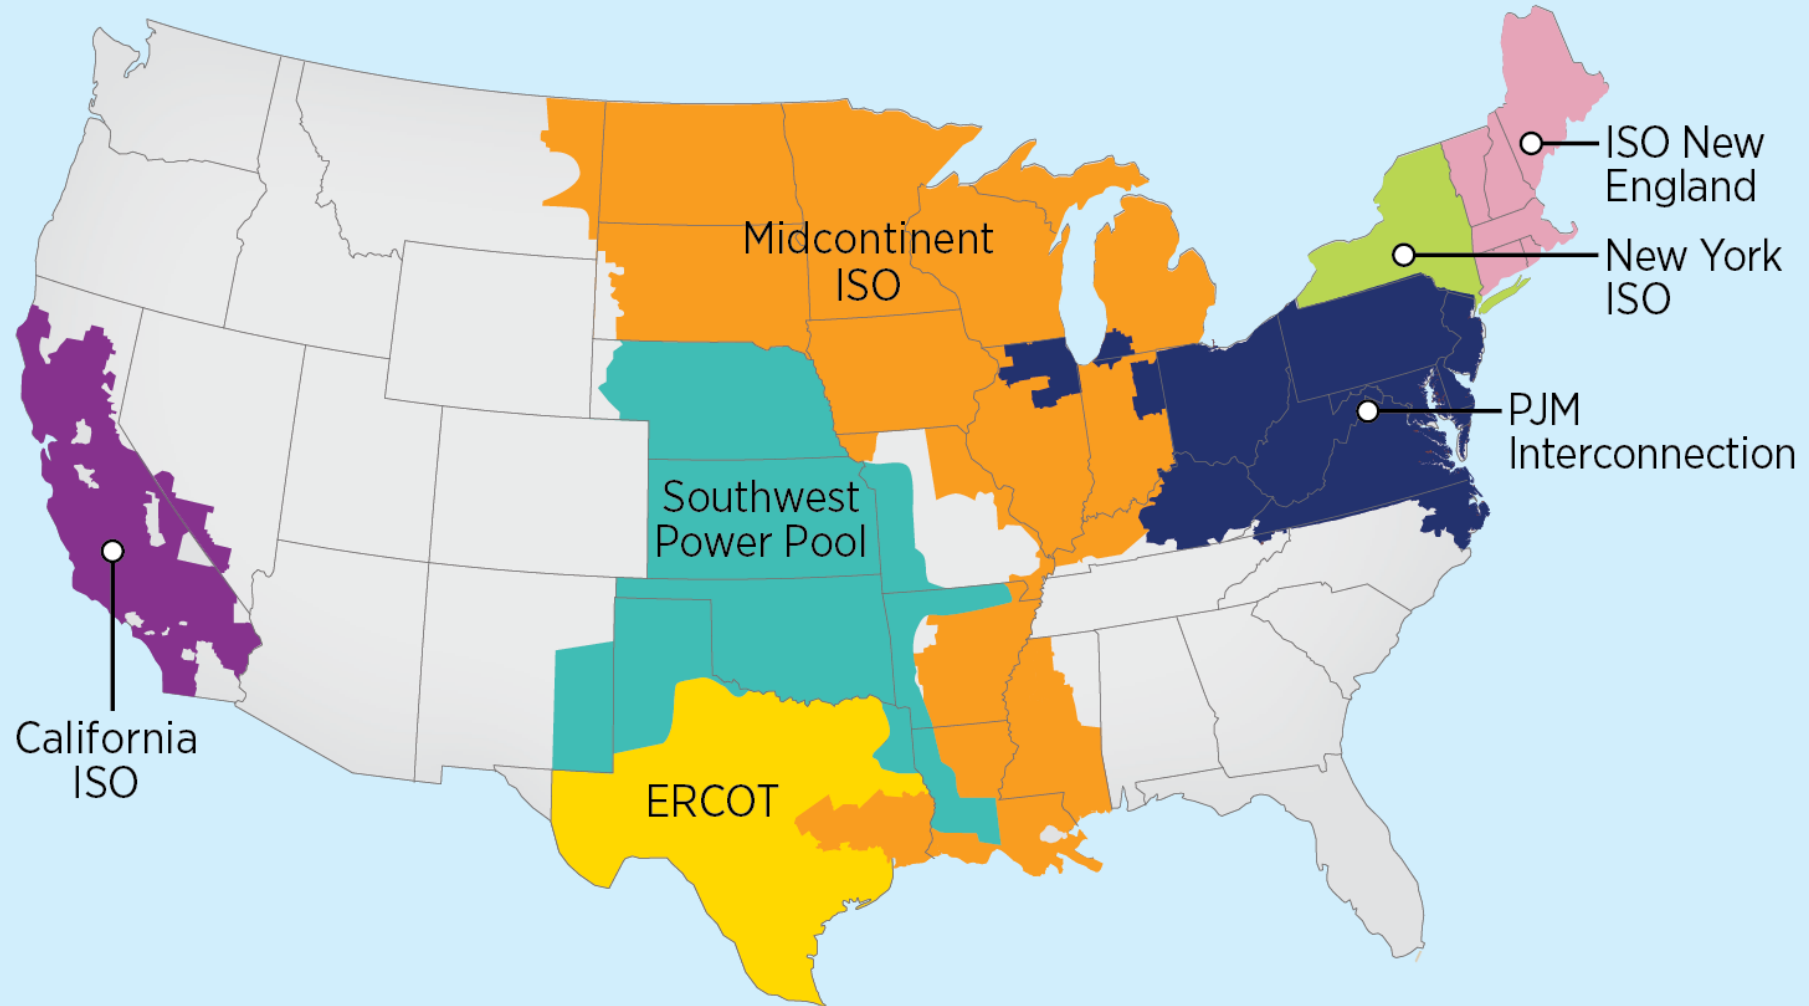 ISO New
England
Midcontinent
ISO
New York
ISO
PJM
Interconnection
Southwest
Power Pool
California
ISO
ERCOT